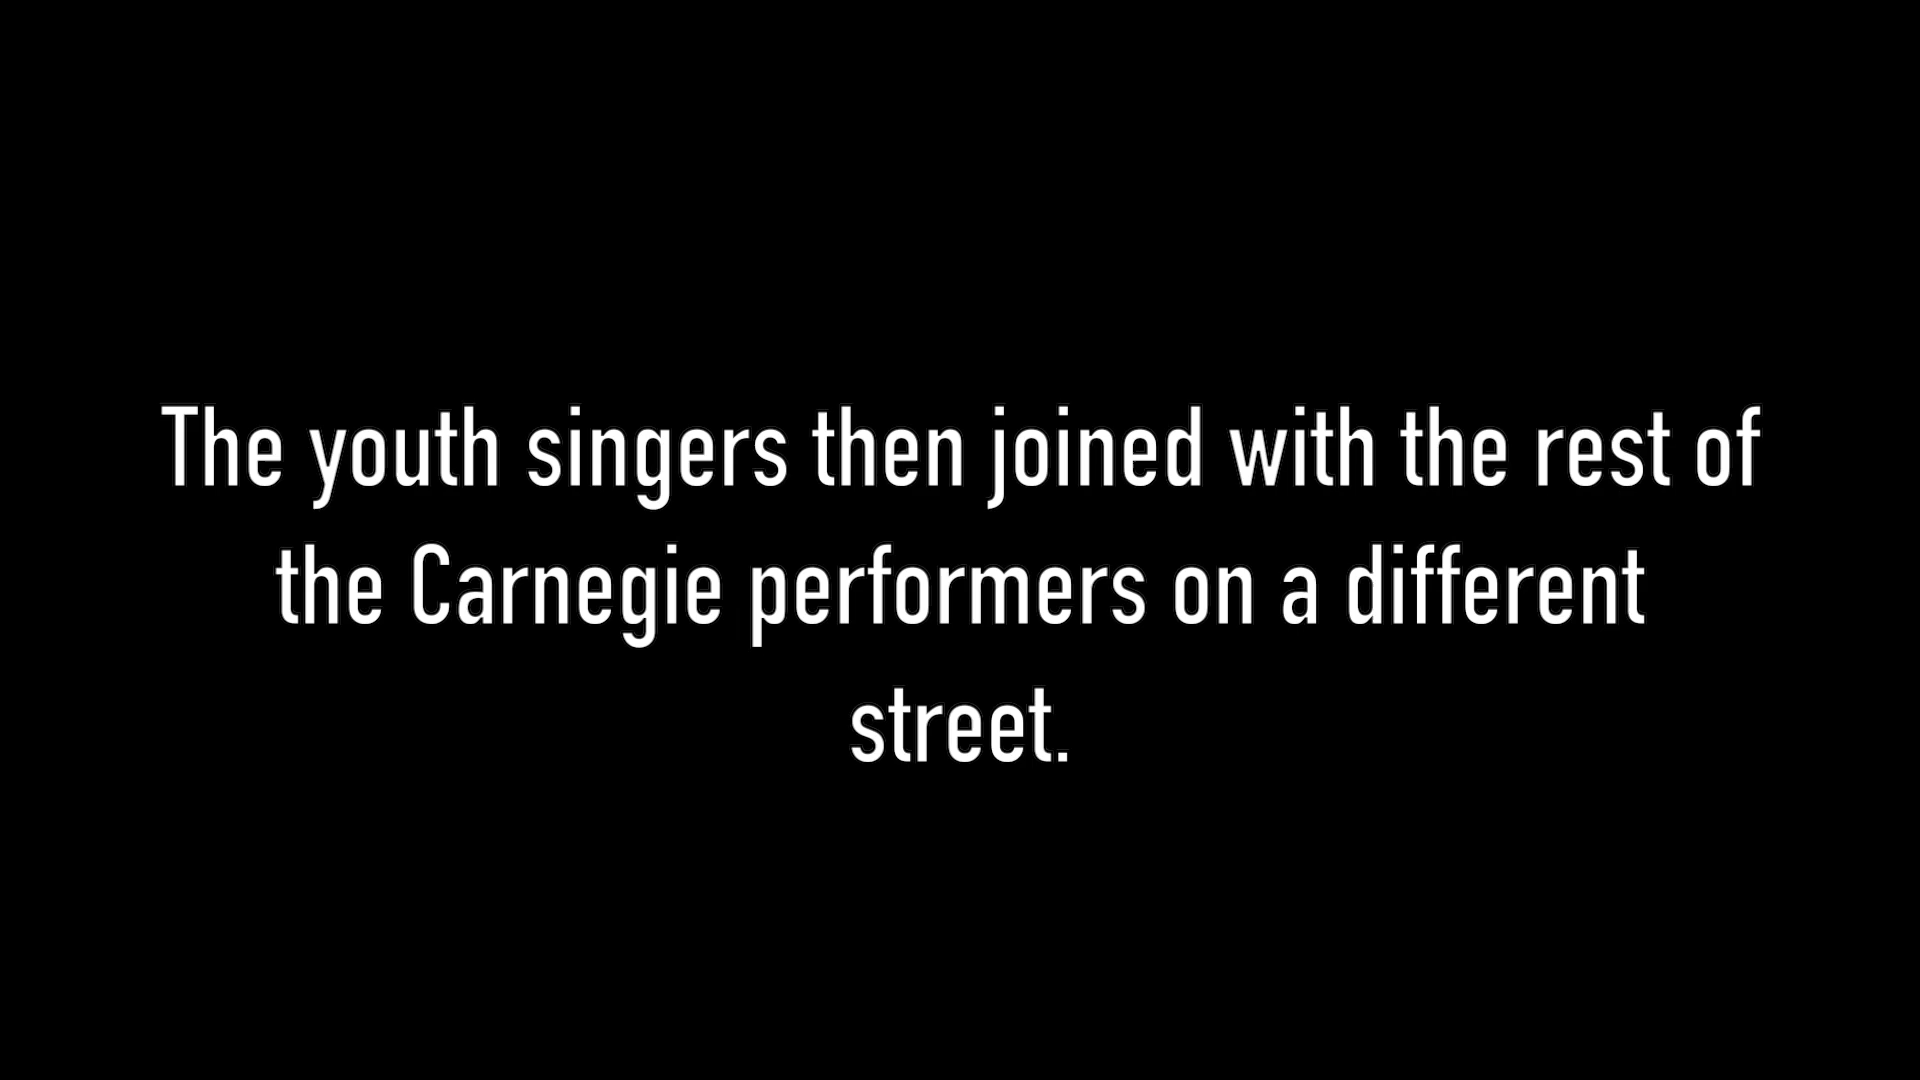 The youth singers then joined with the rest of
the Carnegie performers on a different
street.